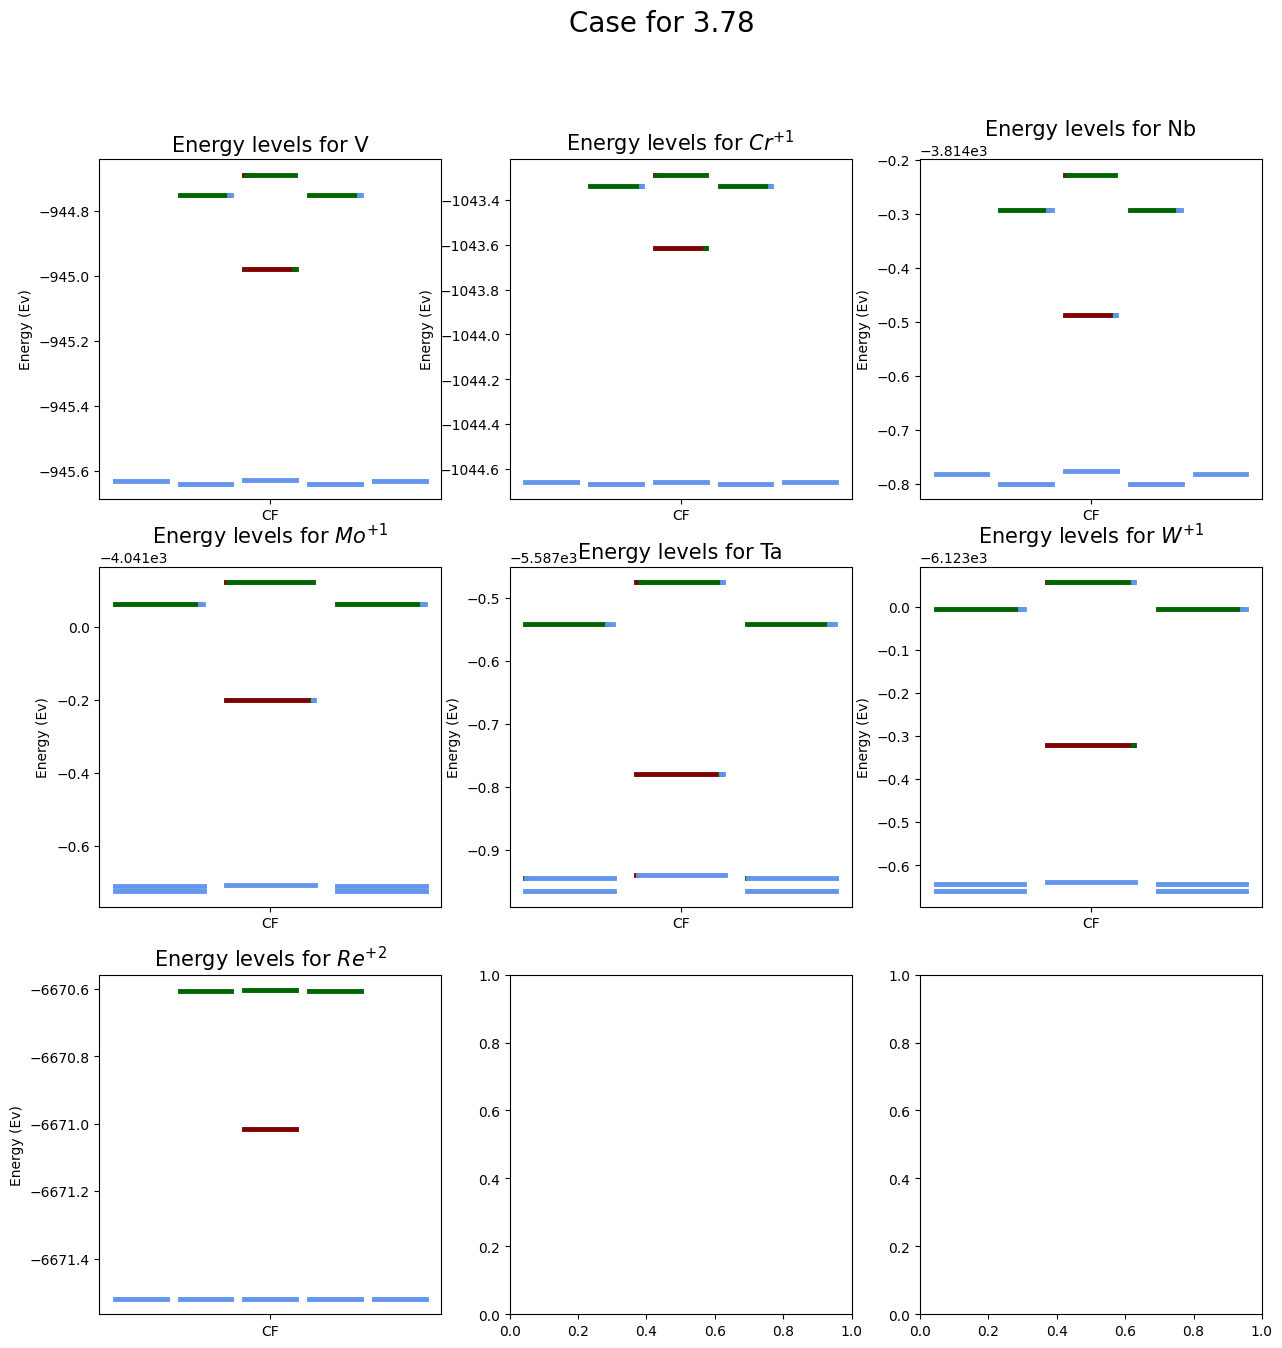 Case for 3.78
Energy levels for V
Energy (Ev)
−944.8
−945.0
−945.2
−945.4
−945.6
CF
Energy levels for Cr+1
Energy (Ev)
−1043.4
−1043.6
−1043.8
−1044.0
−1044.2
−1044.4
−1044.6
CF
Energy levels for Nb
−3.814e3
Energy (Ev)
−0.2
−0.3
−0.4
−0.5
−0.6
−0.7
−0.8
CF
Energy levels for Mo+1
−4.041e3
Energy (Ev)
0.0
−0.2
−0.4
−0.6
CF
Energy levels for Ta
−5.587e3
Energy (Ev)
−0.5
−0.6
−0.7
−0.8
−0.9
CF
Energy levels for W+1
−6.123e3
Energy (Ev)
0.0
−0.1
−0.2
−0.3
−0.4
−0.5
−0.6
CF
Energy levels for Re+2
Energy (Ev)
−6670.6
−6670.8
−6671.0
−6671.2
−6671.4
CF
1.0
0.8
0.6
0.4
0.2
0.0
0.0 0.2 0.4 0.6 0.8 1.0
1.0
0.8
0.6
0.4
0.2
0.0
0.0 0.2 0.4 0.6 0.8 1.0